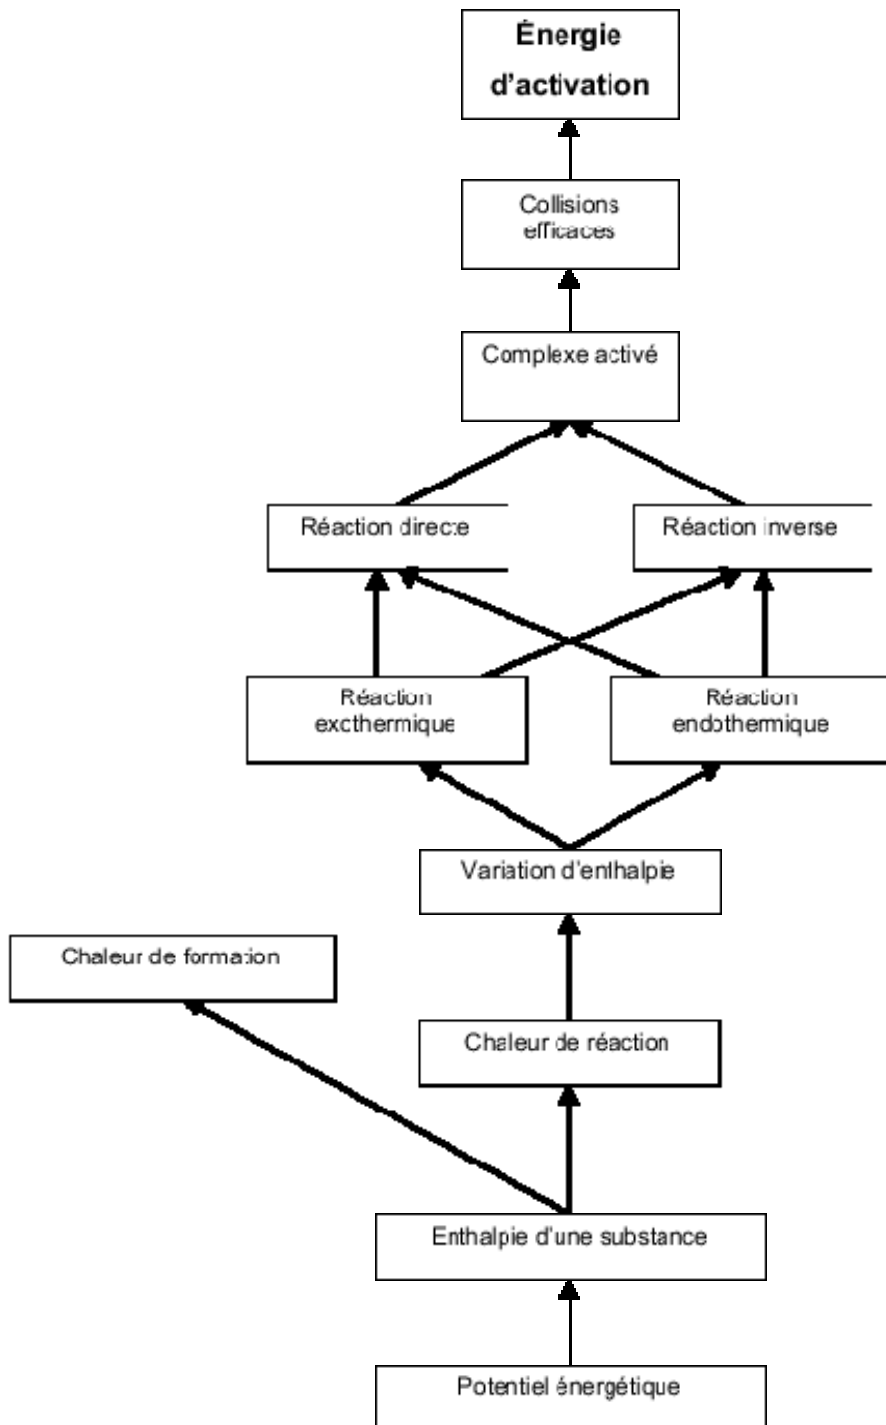 Énergie
d'activation
Collisions
efficaces
Complexe activé
Réaction directe
Réaction inverse
Réaction
exothermique
Réaction
endothermique
Variation d'enthalpie
Chaleur de formation
Chaleur de réaction
Enthalpie d'une substance
Potentiel énergétique